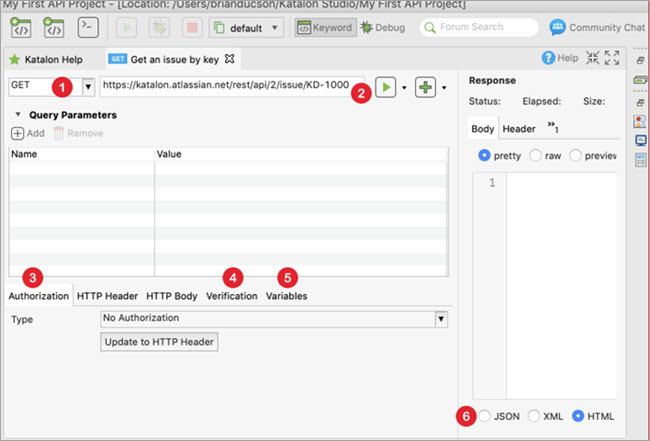 My First API Project - [Location: /Users/brianducson/Katalon Studio/My First API Project]
default Keyword Debug Forum Search Community Chat
Katalon Help GET Get an issue by key Help
GET 1 https://katalon.atlassian.net/rest/api/2/issue/KD-1000 2
Response
Status: Elapsed: Size:
Query Parameters
Add Remove
Body Header »1
Name Value
pretty raw preview
1
3 4 5
Authorization HTTP Header HTTP Body Verification Variables
Type No Authorization
Update to HTTP Header
6 JSON XML HTML